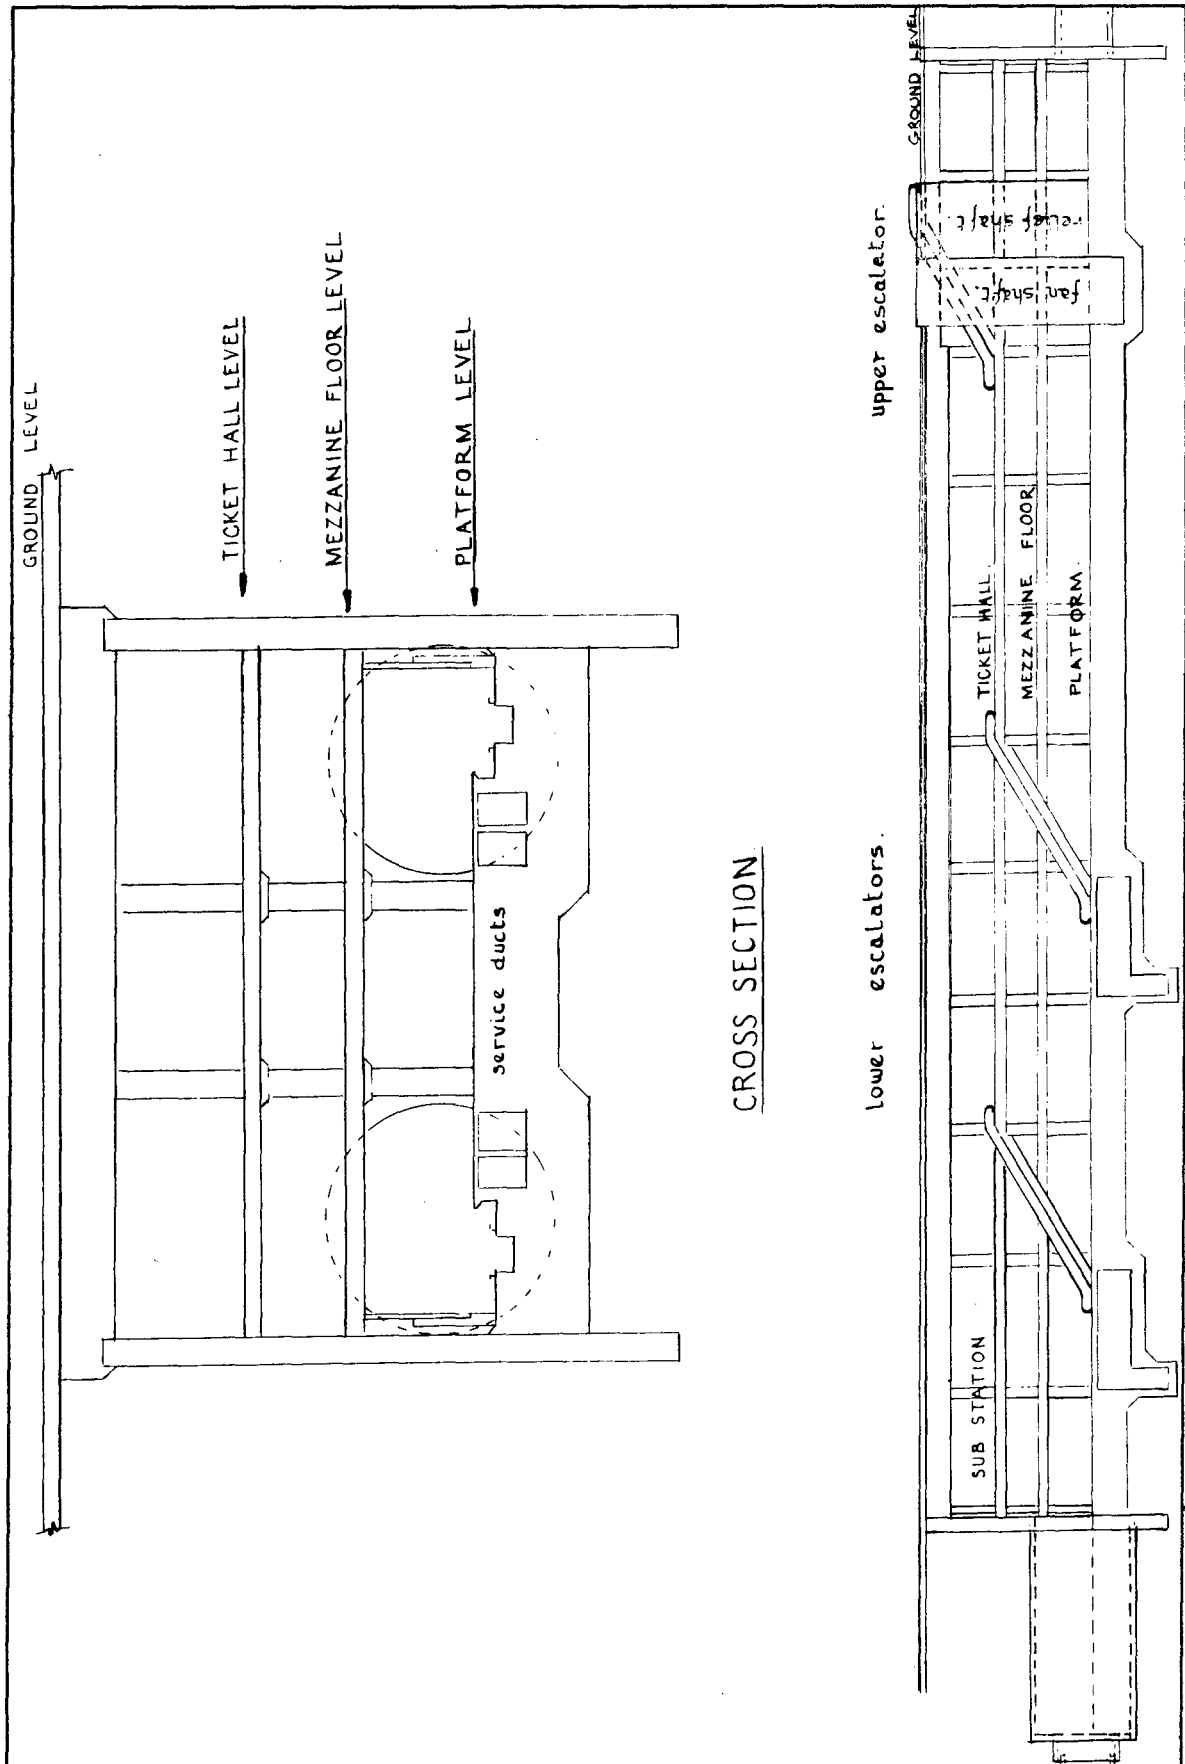 GROUND LEVEL
TICKET HALL LEVEL
MEZZANINE FLOOR LEVEL
PLATFORM LEVEL
service ducts
CROSS SECTION
lower escalators.
upper escalator.
GROUND LEVEL
relief shaft.
fan shaft.
TICKET HALL.
MEZZANINE FLOOR
PLATFORM.
SUB STATION